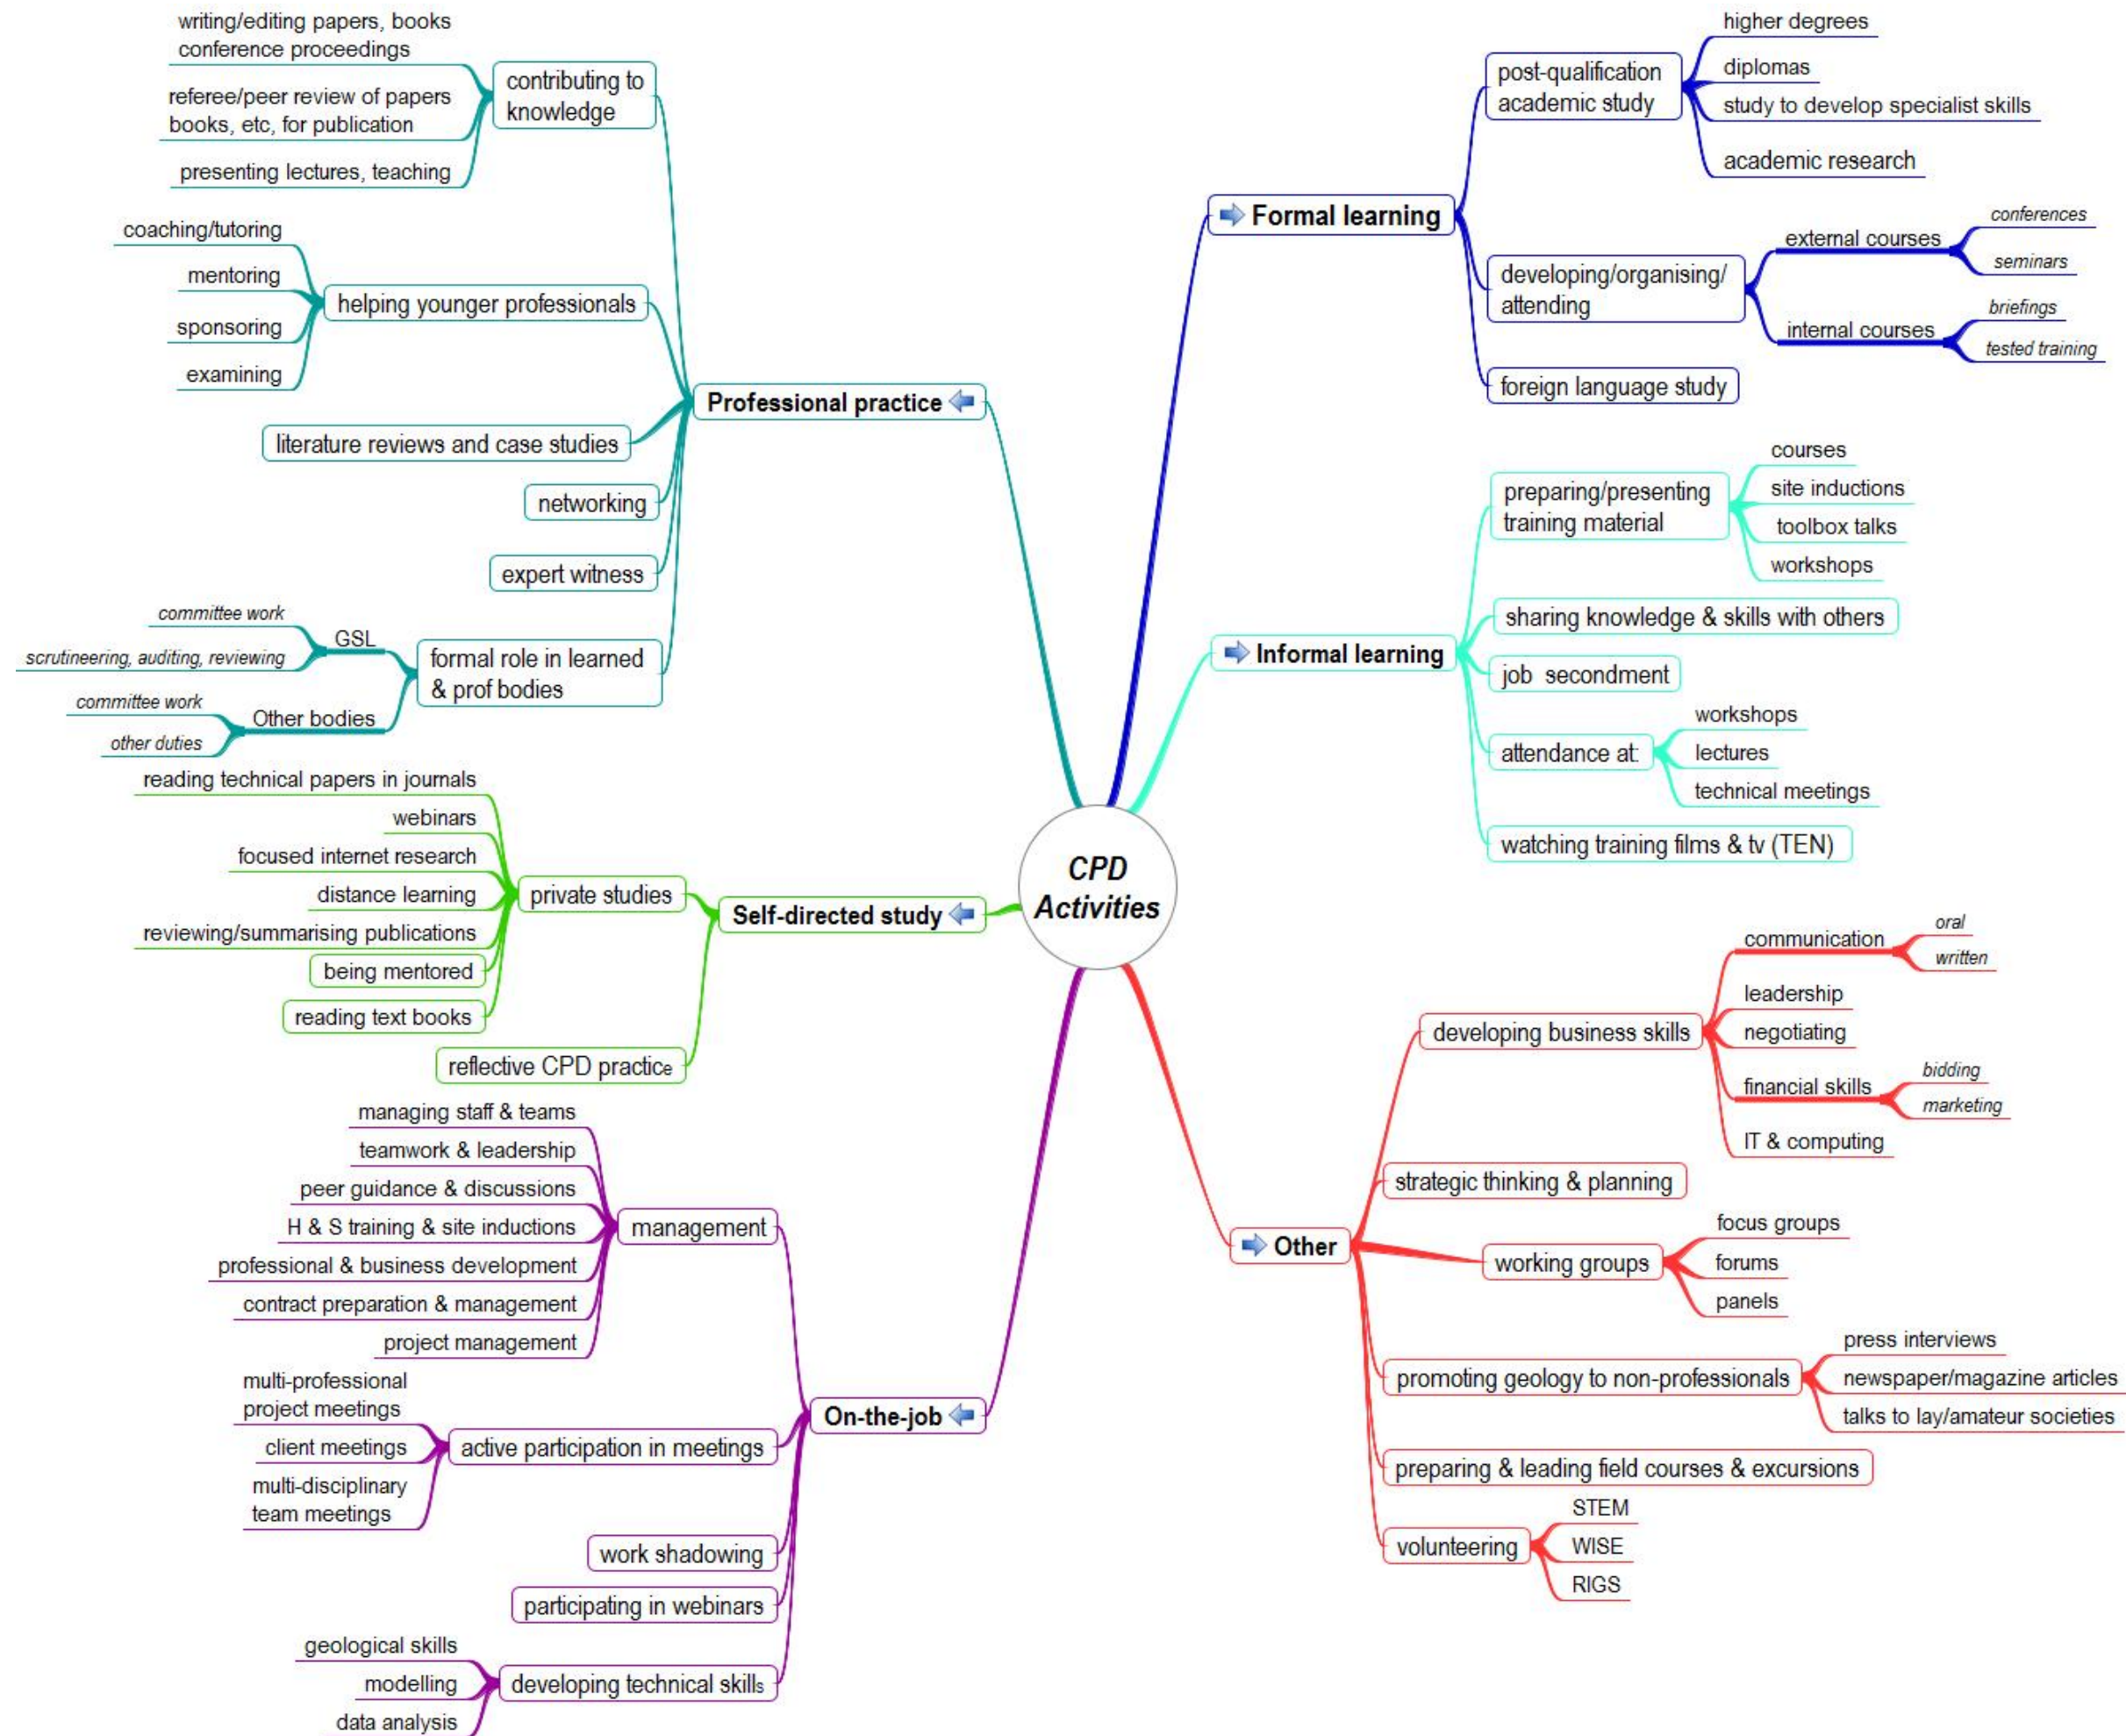 CPD
Activities
Formal learning
post-qualification
academic study
higher degrees
diplomas
study to develop specialist skills
academic research
developing/organising/
attending
external courses
conferences
seminars
internal courses
briefings
tested training
foreign language study
Informal learning
preparing/presenting
training material
courses
site inductions
toolbox talks
workshops
sharing knowledge & skills with others
job secondment
attendance at:
workshops
lectures
technical meetings
watching training films & tv (TEN)
Other
developing business skills
communication
oral
written
leadership
negotiating
financial skills
bidding
marketing
IT & computing
strategic thinking & planning
working groups
focus groups
forums
panels
promoting geology to non-professionals
press interviews
newspaper/magazine articles
talks to lay/amateur societies
preparing & leading field courses & excursions
volunteering
STEM
WISE
RIGS
Professional practice
contributing to
knowledge
writing/editing papers, books
conference proceedings
referee/peer review of papers
books, etc, for publication
presenting lectures, teaching
helping younger professionals
coaching/tutoring
mentoring
sponsoring
examining
literature reviews and case studies
networking
expert witness
formal role in learned
& prof bodies
GSL
committee work
scrutineering, auditing, reviewing
Other bodies
committee work
other duties
Self-directed study
private studies
reading technical papers in journals
webinars
focused internet research
distance learning
reviewing/summarising publications
being mentored
reading text books
reflective CPD practice
On-the-job
management
managing staff & teams
teamwork & leadership
peer guidance & discussions
H & S training & site inductions
professional & business development
contract preparation & management
project management
active participation in meetings
multi-professional
project meetings
client meetings
multi-disciplinary
team meetings
work shadowing
participating in webinars
developing technical skills
geological skills
modelling
data analysis